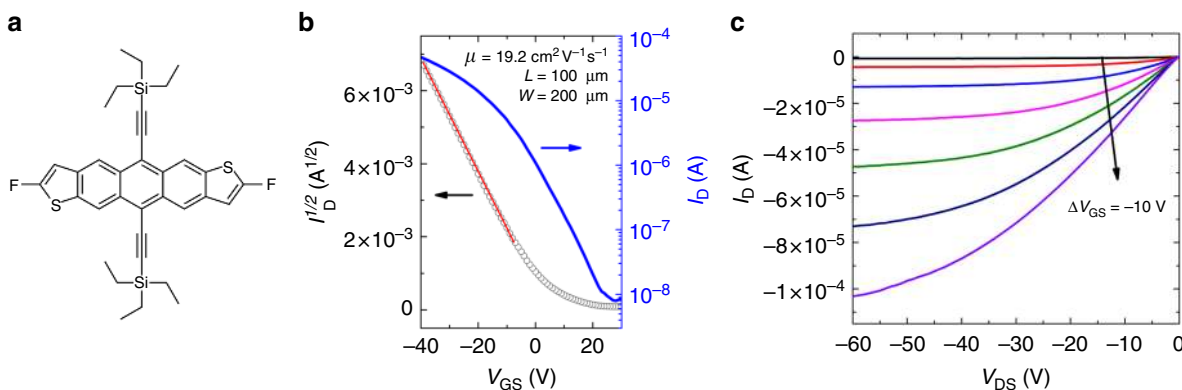 a
Si
S
F
F
S
Si
b
μ = 19.2 cm² V⁻¹ s⁻¹
L = 100 μm
W = 200 μm
6×10⁻³
4×10⁻³
2×10⁻³
0
I_D^1/2 (A^1/2)
10⁻⁴
10⁻⁵
10⁻⁶
10⁻⁷
10⁻⁸
I_D (A)
−40 −20 0 20
V_GS (V)
c
0
−2×10⁻⁵
−4×10⁻⁵
−6×10⁻⁵
−8×10⁻⁵
−1×10⁻⁴
I_D (A)
ΔV_GS = −10 V
−60 −50 −40 −30 −20 −10 0
V_DS (V)